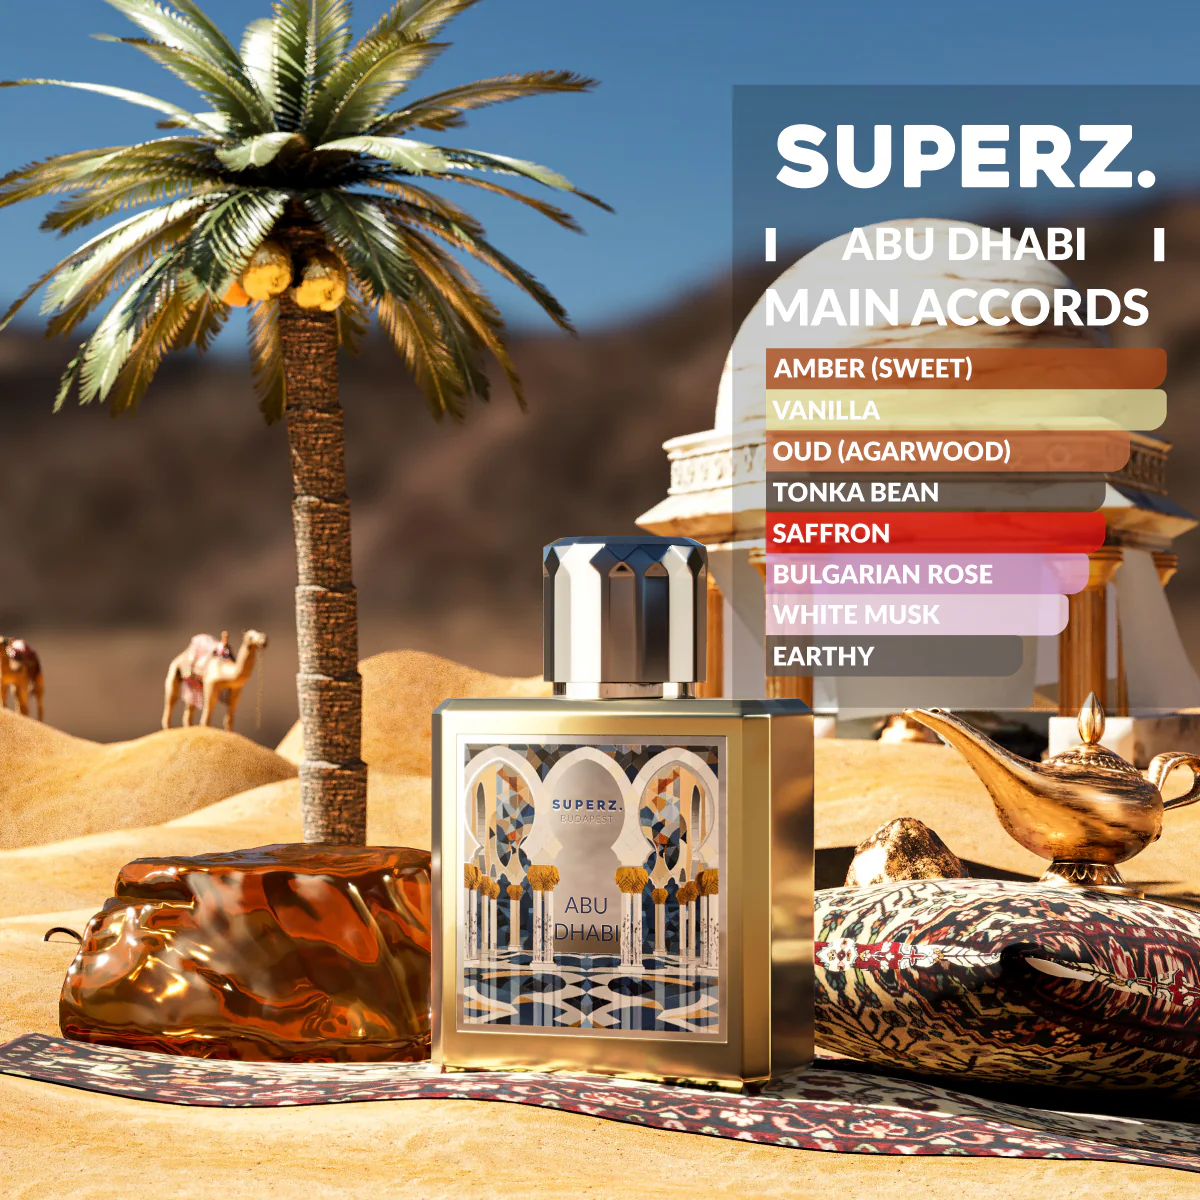 SUPERZ.
ABU DHABI
MAIN ACCORDS
AMBER (SWEET)
VANILLA
OUD (AGARWOOD)
TONKA BEAN
SAFFRON
BULGARIAN ROSE
WHITE MUSK
EARTHY
SUPERZ.
BUDAPEST
ABU
DHABI